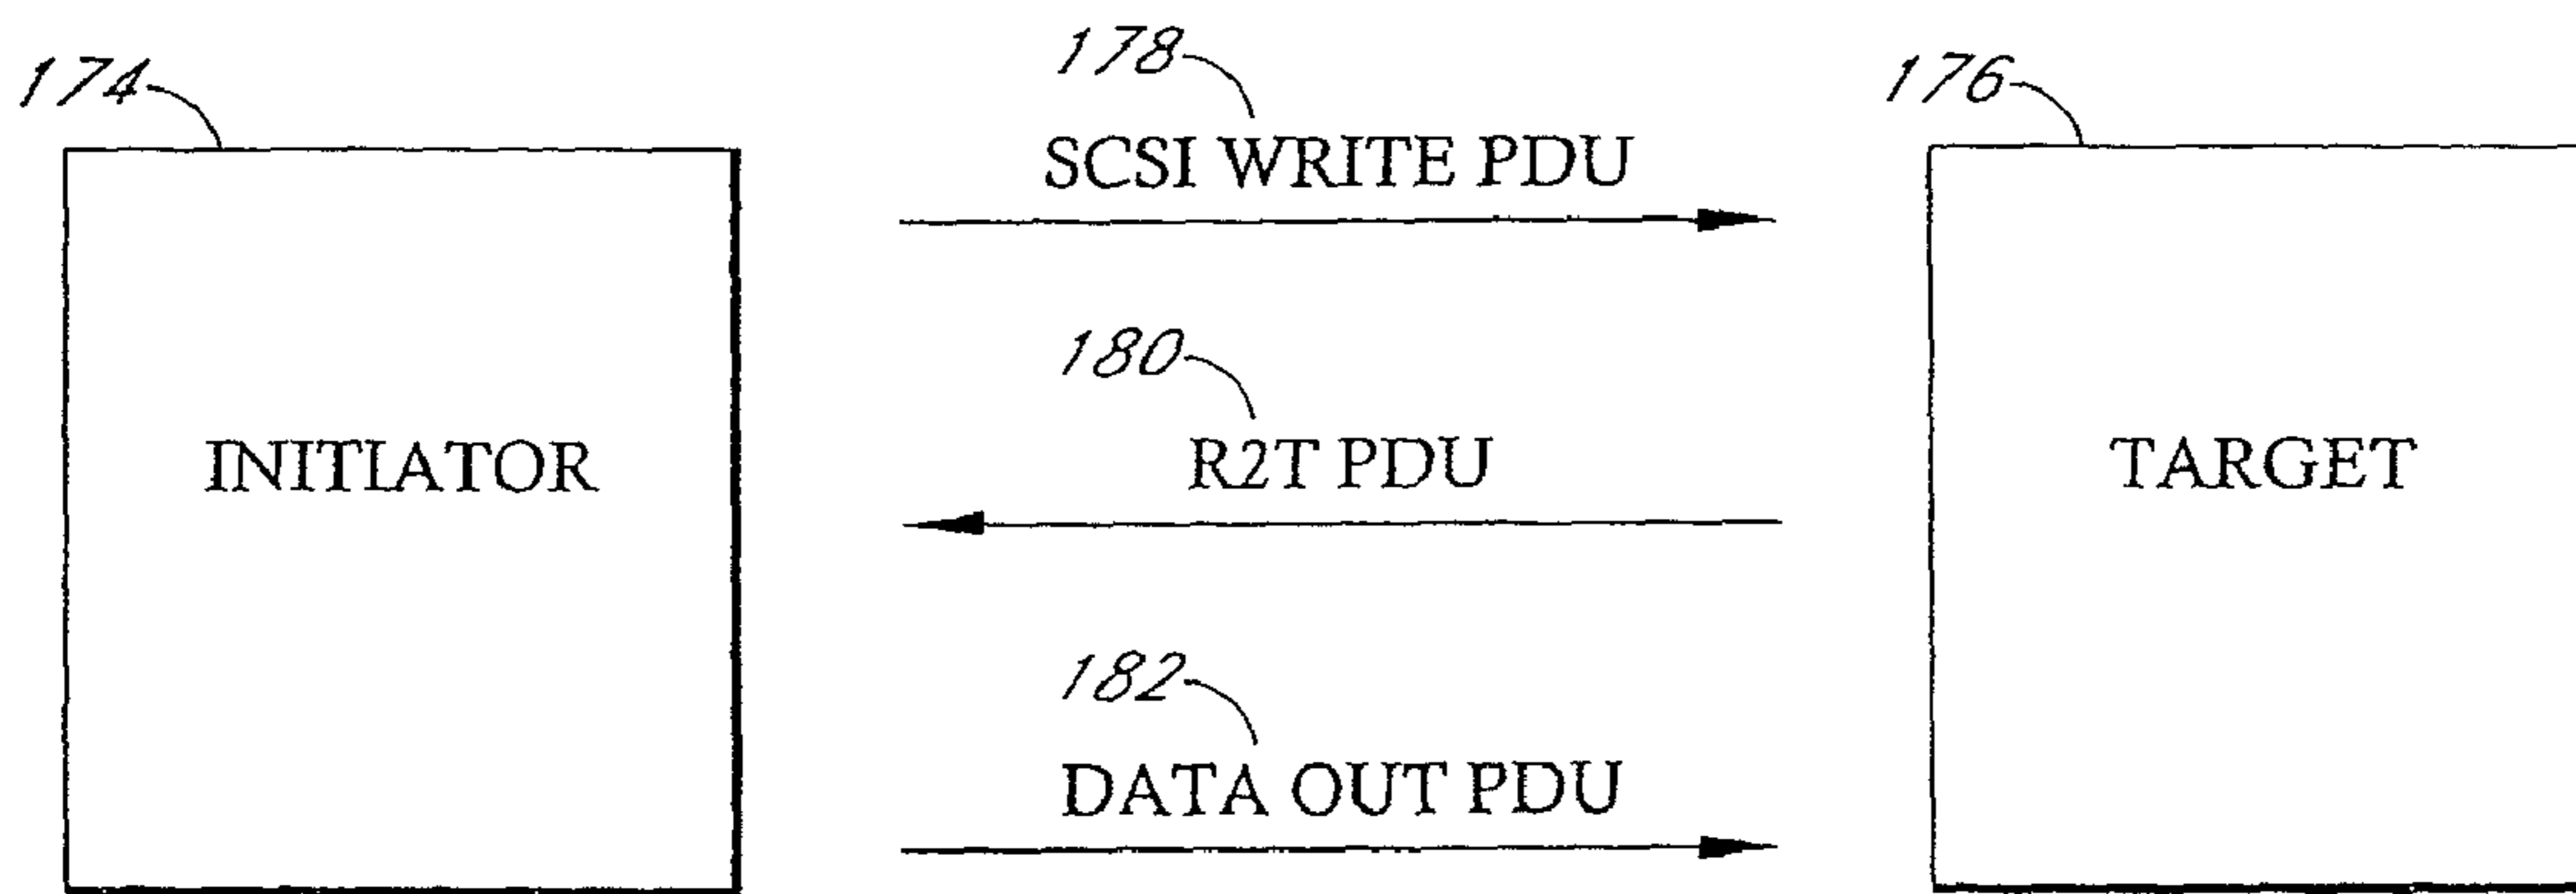 174
178
176
SCSI WRITE PDU
180
INITIATOR
R2T PDU
TARGET
182
DATA OUT PDU